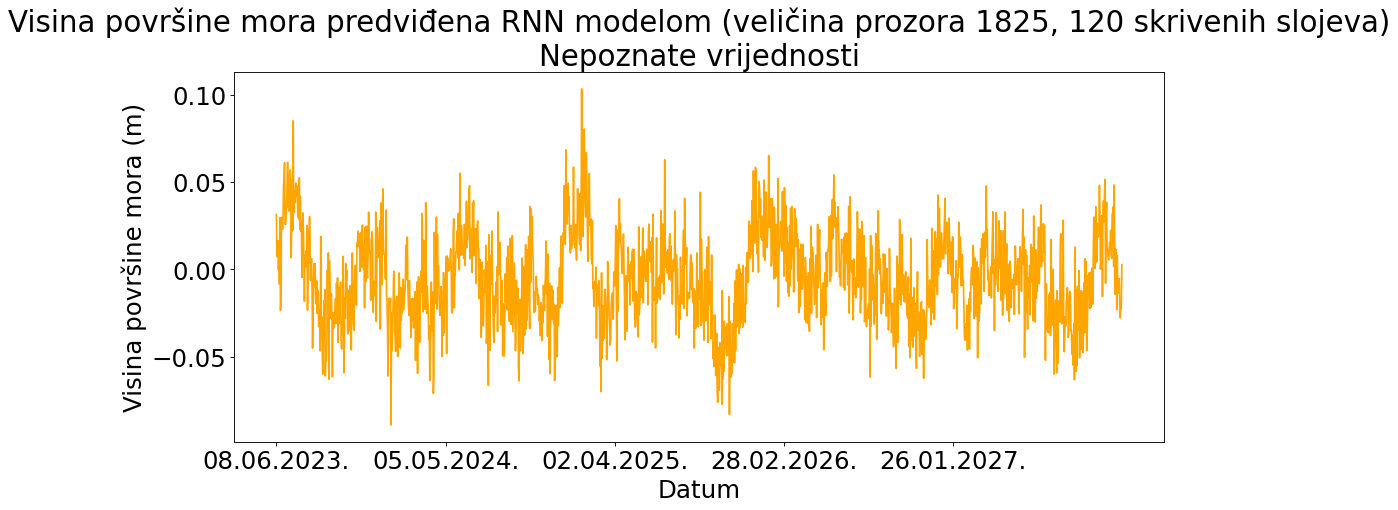 Visina površine mora predviđena RNN modelom (veličina prozora 1825, 120 skrivenih slojeva)
Nepoznate vrijednosti
Visina površine mora (m)
0.10
0.05
0.00
−0.05
08.06.2023. 05.05.2024. 02.04.2025. 28.02.2026. 26.01.2027.
Datum